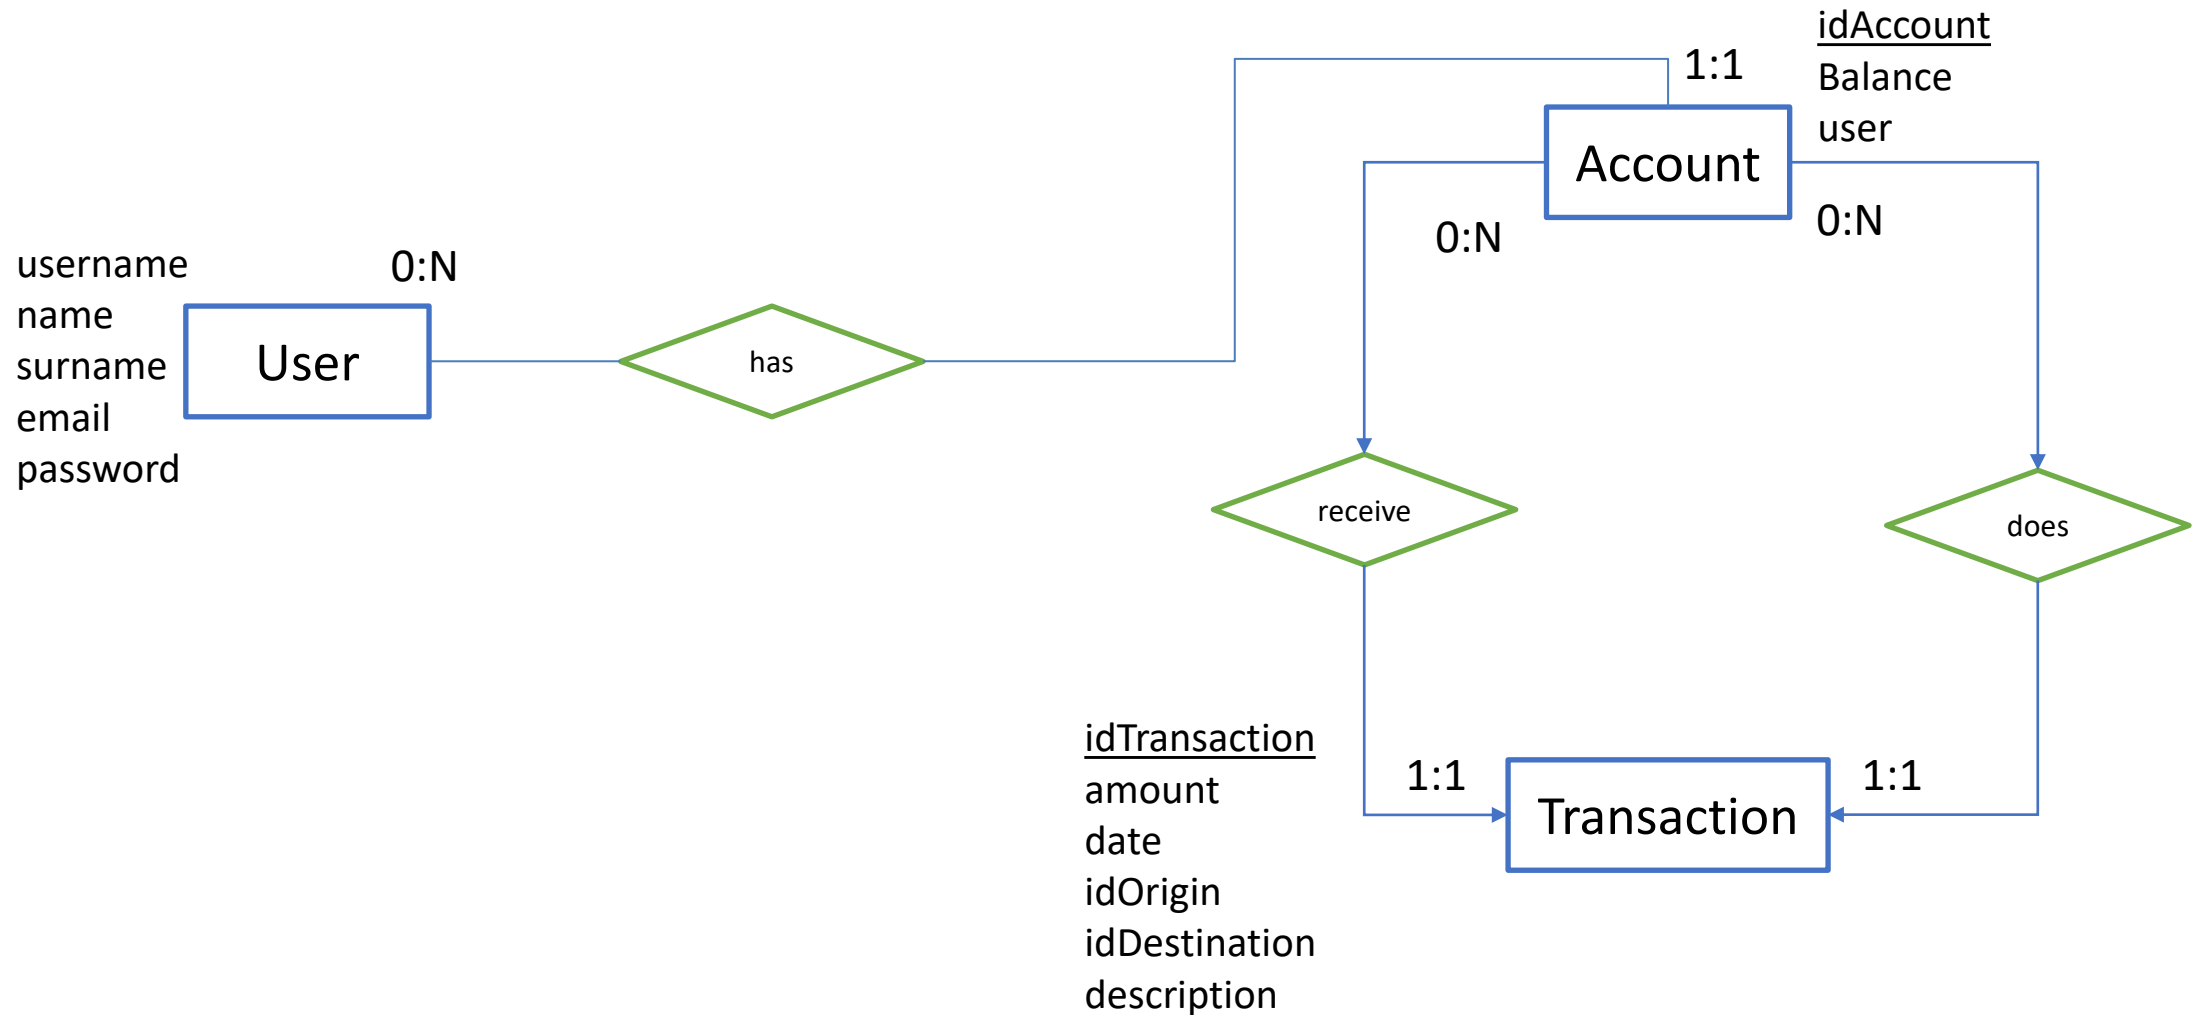 idAccount
Balance
user
1:1
Account
0:N
0:N
username
name
surname
email
password
0:N
User
has
receive
does
idTransaction
amount
date
idOrigin
idDestination
description
1:1
Transaction
1:1